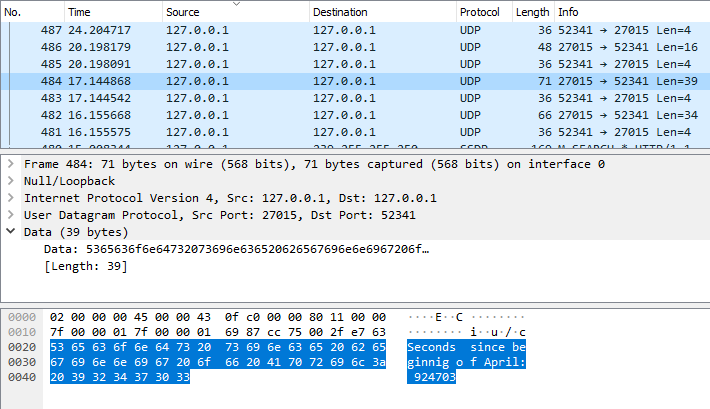 No. Time Source Destination Protocol Length Info
487 24.204717 127.0.0.1 127.0.0.1 UDP 36 52341 → 27015 Len=4
486 20.198179 127.0.0.1 127.0.0.1 UDP 48 27015 → 52341 Len=16
485 20.198091 127.0.0.1 127.0.0.1 UDP 36 52341 → 27015 Len=4
484 17.144868 127.0.0.1 127.0.0.1 UDP 71 27015 → 52341 Len=39
483 17.144542 127.0.0.1 127.0.0.1 UDP 36 52341 → 27015 Len=4
482 16.155668 127.0.0.1 127.0.0.1 UDP 66 27015 → 52341 Len=34
481 16.155575 127.0.0.1 127.0.0.1 UDP 36 52341 → 27015 Len=4
Frame 484: 71 bytes on wire (568 bits), 71 bytes captured (568 bits) on interface 0
Null/Loopback
Internet Protocol Version 4, Src: 127.0.0.1, Dst: 127.0.0.1
User Datagram Protocol, Src Port: 27015, Dst Port: 52341
Data (39 bytes)
Data: 5365636f6e64732073696e636520626567696e6e6967206f…
[Length: 39]
0000 02 00 00 00 45 00 00 43 0f c0 00 00 80 11 00 00 ····E··C ········
0010 7f 00 00 01 7f 00 00 01 69 87 cc 75 00 2f e7 63 ········ i··u·/·c
0020 53 65 63 6f 6e 64 73 20 73 69 6e 63 65 20 62 65 Seconds since be
0030 67 69 6e 6e 69 67 20 6f 66 20 41 70 72 69 6c 3a ginnig o f April:
0040 20 39 32 34 37 30 33 924703